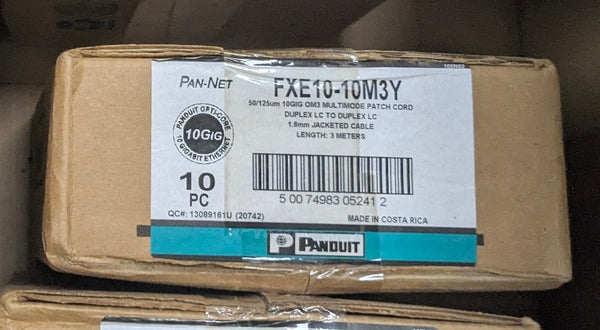 105N52
PAN-NET
FXE10-10M3Y
50/125um 10GIG OM3 MULTIMODE PATCH CORD
DUPLEX LC TO DUPLEX LC
1.6mm JACKETED CABLE
LENGTH: 3 METERS
PANDUIT OPTI-CORE
10GIG
10 GIGABIT ETHERNET
10
PC
5 00 74983 05241 2
QC#: 13089161U (20742)
MADE IN COSTA RICA
P PANDUIT